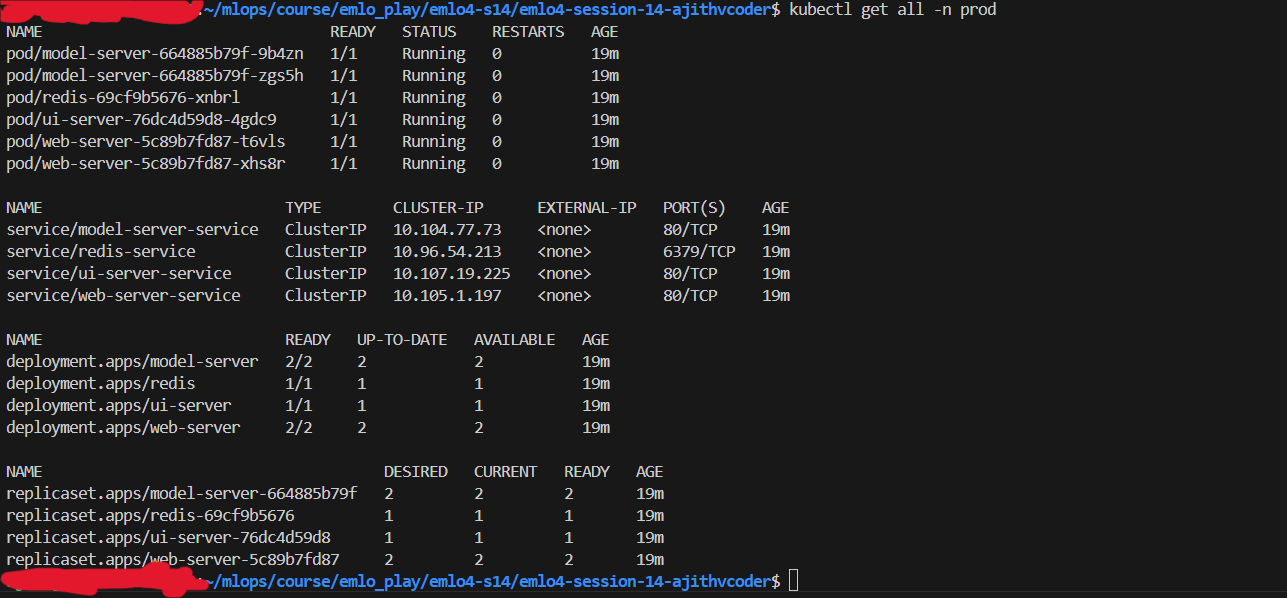 :~/mlops/course/emlo_play/emlo4-s14/emlo4-session-14-ajithvcoder$ kubectl get all -n prod
NAME READY STATUS RESTARTS AGE
pod/model-server-664885b79f-9b4zn 1/1 Running 0 19m
pod/model-server-664885b79f-zgs5h 1/1 Running 0 19m
pod/redis-69cf9b5676-xnbrl 1/1 Running 0 19m
pod/ui-server-76dc4d59d8-4gdc9 1/1 Running 0 19m
pod/web-server-5c89b7fd87-t6vls 1/1 Running 0 19m
pod/web-server-5c89b7fd87-xhs8r 1/1 Running 0 19m
NAME TYPE CLUSTER-IP EXTERNAL-IP PORT(S) AGE
service/model-server-service ClusterIP 10.104.77.73 <none> 80/TCP 19m
service/redis-service ClusterIP 10.96.54.213 <none> 6379/TCP 19m
service/ui-server-service ClusterIP 10.107.19.225 <none> 80/TCP 19m
service/web-server-service ClusterIP 10.105.1.197 <none> 80/TCP 19m
NAME READY UP-TO-DATE AVAILABLE AGE
deployment.apps/model-server 2/2 2 2 19m
deployment.apps/redis 1/1 1 1 19m
deployment.apps/ui-server 1/1 1 1 19m
deployment.apps/web-server 2/2 2 2 19m
NAME DESIRED CURRENT READY AGE
replicaset.apps/model-server-664885b79f 2 2 2 19m
replicaset.apps/redis-69cf9b5676 1 1 1 19m
replicaset.apps/ui-server-76dc4d59d8 1 1 1 19m
replicaset.apps/web-server-5c89b7fd87 2 2 2 19m
~/mlops/course/emlo_play/emlo4-s14/emlo4-session-14-ajithvcoder$